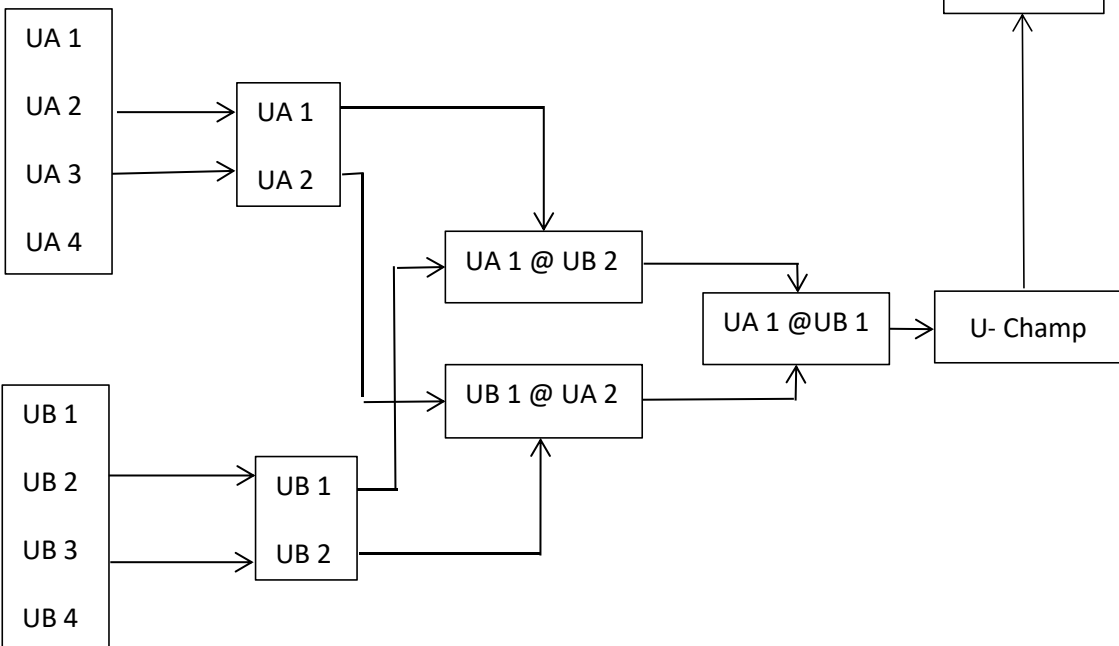 UA 1
UA 2
UA 3
UA 4
UA 1
UA 2
UA 1 @ UB 2
UA 1 @UB 1
U- Champ
UB 1 @ UA 2
UB 1
UB 2
UB 3
UB 4
UB 1
UB 2